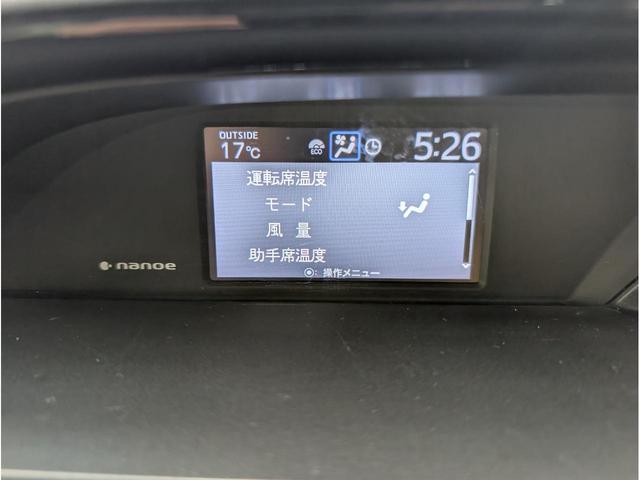 OUTSIDE
17℃ ECO 5:26
運転席温度
モード
風量
助手席温度
◉: 操作メニュー
nanoe